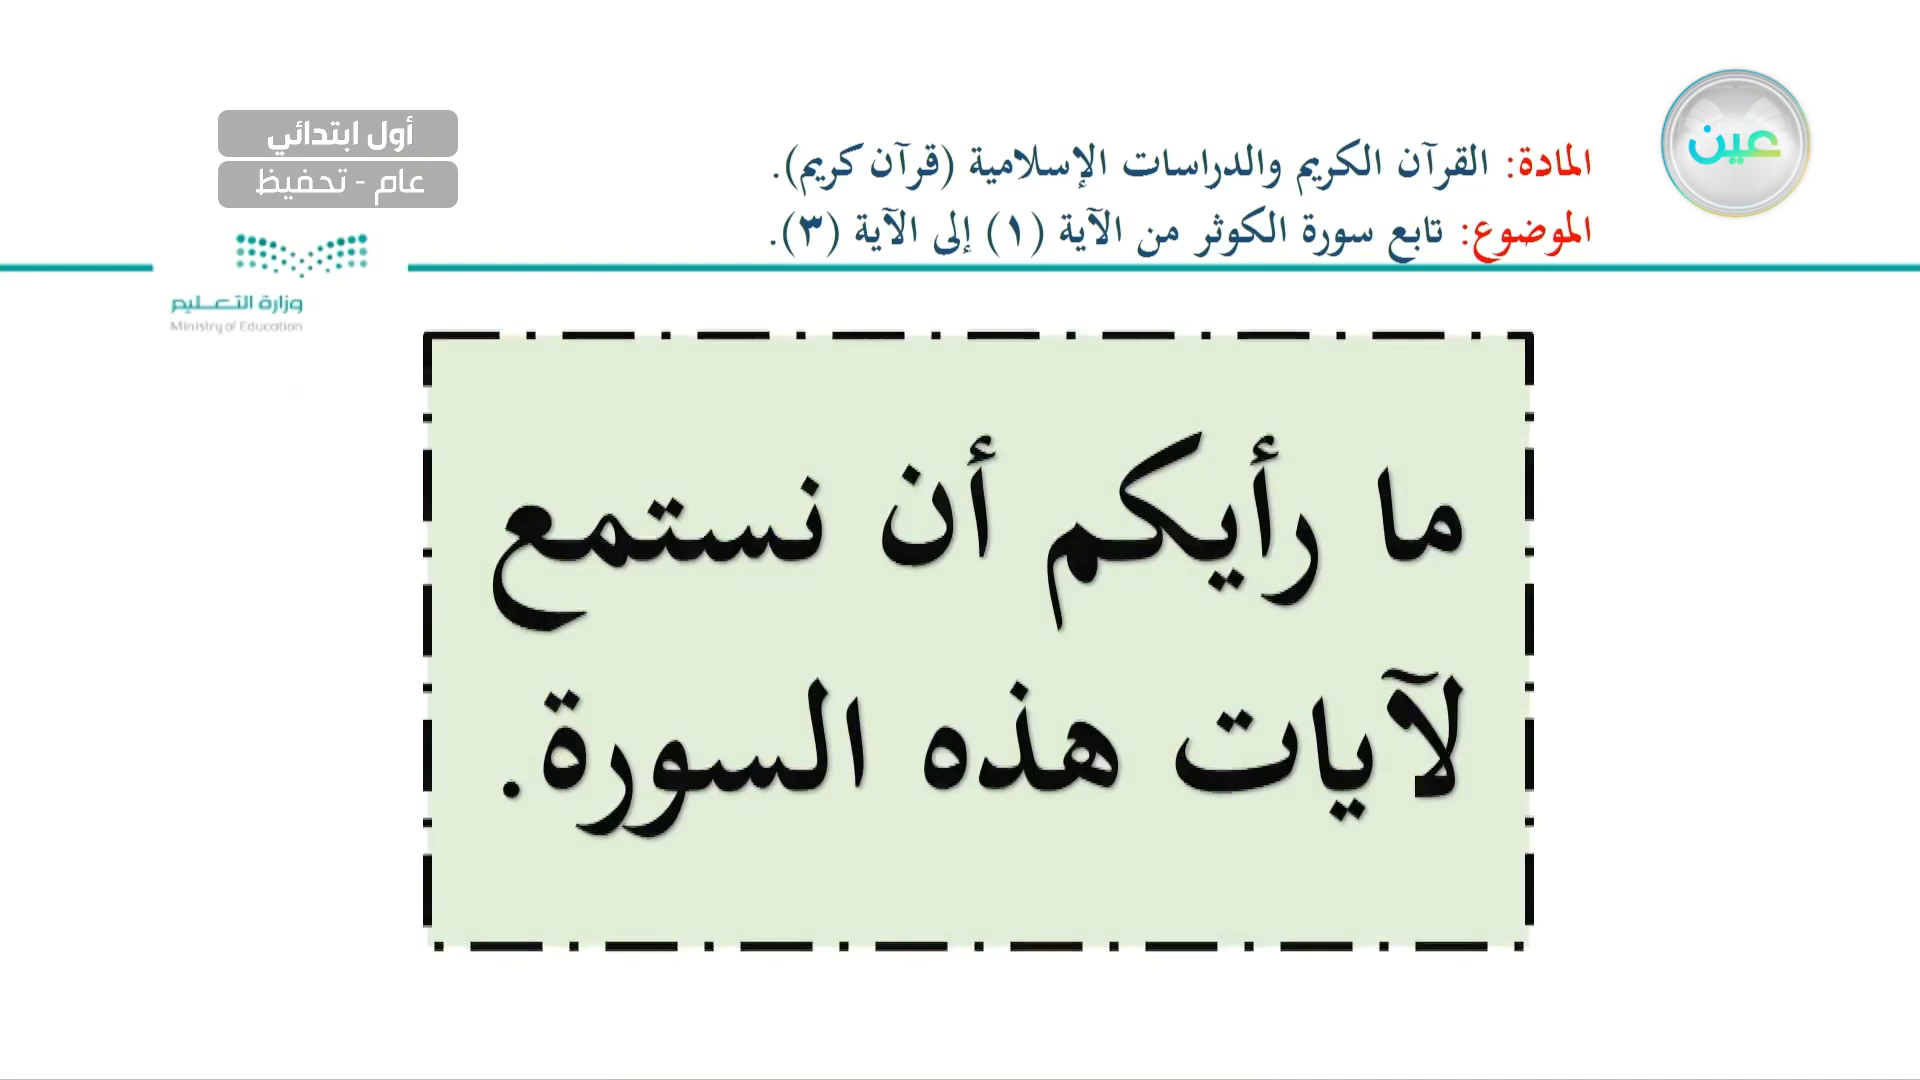 أول ابتدائي
عام - تحفيظ
عين
المادة: القرآن الكريم والدراسات الإسلامية (قرآن كريم).
الموضوع: تابع سورة الكوثر من الآية (١) إلى الآية (٣).
وزارة التعليم
Ministry of Education
ما رأيكم أن نستمع
لآيات هذه السورة.